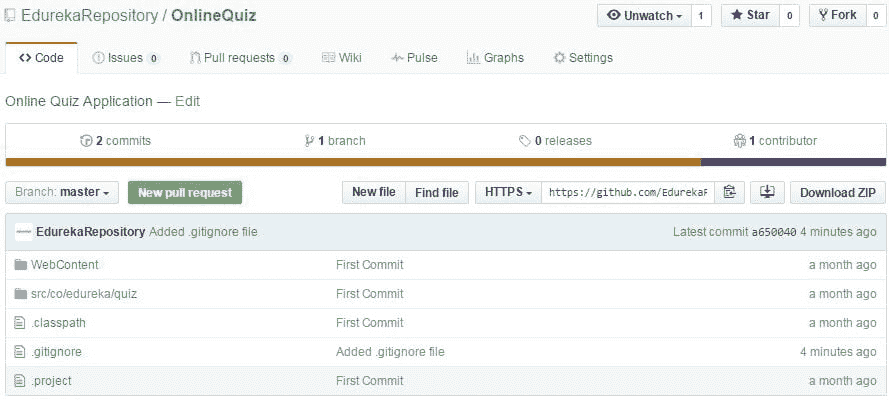 EdurekaRepository / OnlineQuiz Unwatch 1 Star 0 Fork 0
Code Issues 0 Pull requests 0 Wiki Pulse Graphs Settings
Online Quiz Application — Edit
2 commits 1 branch 0 releases 1 contributor
Branch: master New pull request New file Find file HTTPS https://github.com/EdurekaF Download ZIP
EdurekaRepository Added .gitignore file Latest commit a650040 4 minutes ago
WebContent First Commit a month ago
src/co/edureka/quiz First Commit a month ago
.classpath First Commit a month ago
.gitignore Added .gitignore file 4 minutes ago
.project First Commit a month ago